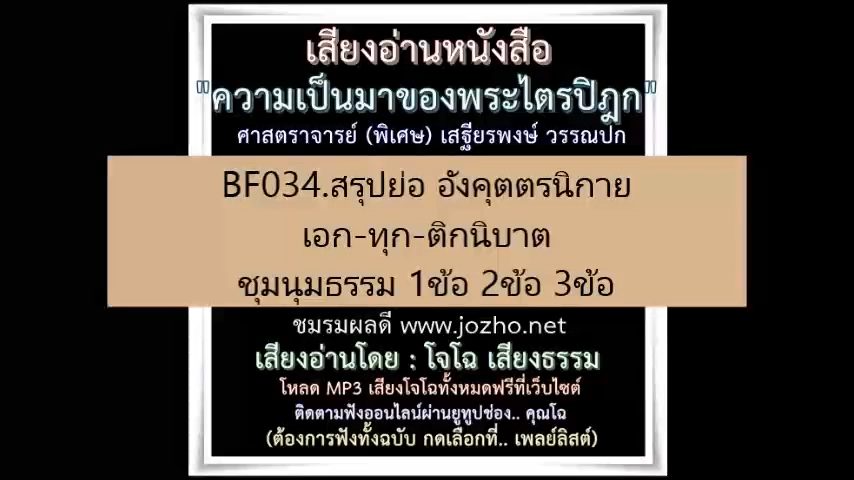 เสียงอ่านหนังสือ
"ความเป็นมาของพระไตรปิฎก"
ศาสตราจารย์ (พิเศษ) เสฐียรพงษ์ วรรณปก
BF034.สรุปย่อ อังคุตตรนิกาย
เอก-ทุก-ติกนิบาต
ชุมนุมธรรม 1ข้อ 2ข้อ 3ข้อ
ชมรมผลดี www.jozho.net
เสียงอ่านโดย : โจโฉ เสียงธรรม
โหลด MP3 เสียงโจโฉทั้งหมดฟรีที่เว็บไซต์
ติดตามฟังออนไลน์ผ่านยูทูปช่อง.. คุณโฉ
(ต้องการฟังทั้งฉบับ กดเลือกที่.. เพลย์ลิสต์)